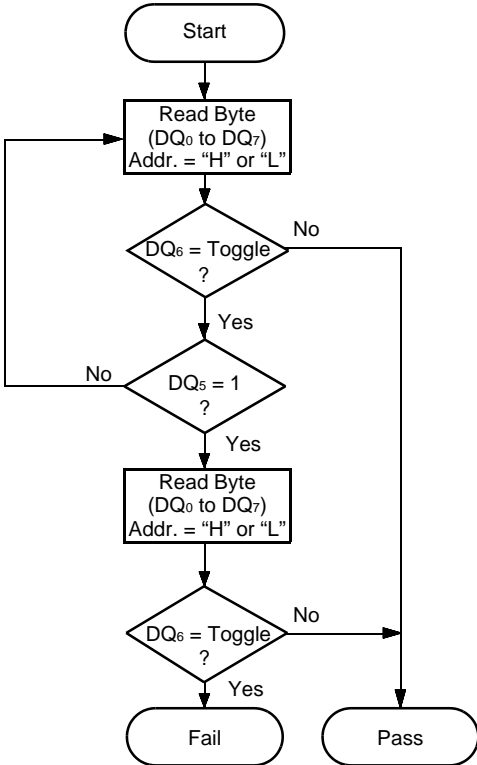 Start
Read Byte
(DQ₀ to DQ₇)
Addr. = “H” or “L”
DQ₆ = Toggle
?
No
Yes
DQ₅ = 1
?
No
Yes
Read Byte
(DQ₀ to DQ₇)
Addr. = “H” or “L”
DQ₆ = Toggle
?
No
Yes
Fail
Pass